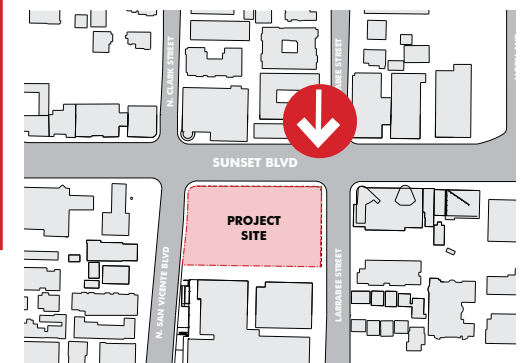 N. CLARK STREET
SUNSET BLVD
PROJECT
SITE
N. SAN VICENTE BLVD
LARRABEE STREET